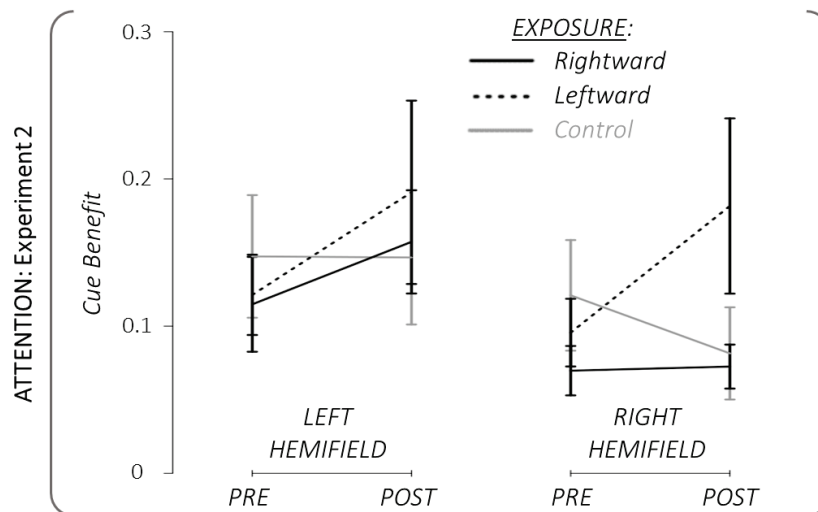 ATTENTION: Experiment 2
Cue Benefit
0.3
0.2
0.1
0
EXPOSURE:
Rightward
Leftward
Control
LEFT
HEMIFIELD
PRE
POST
RIGHT
HEMIFIELD
PRE
POST